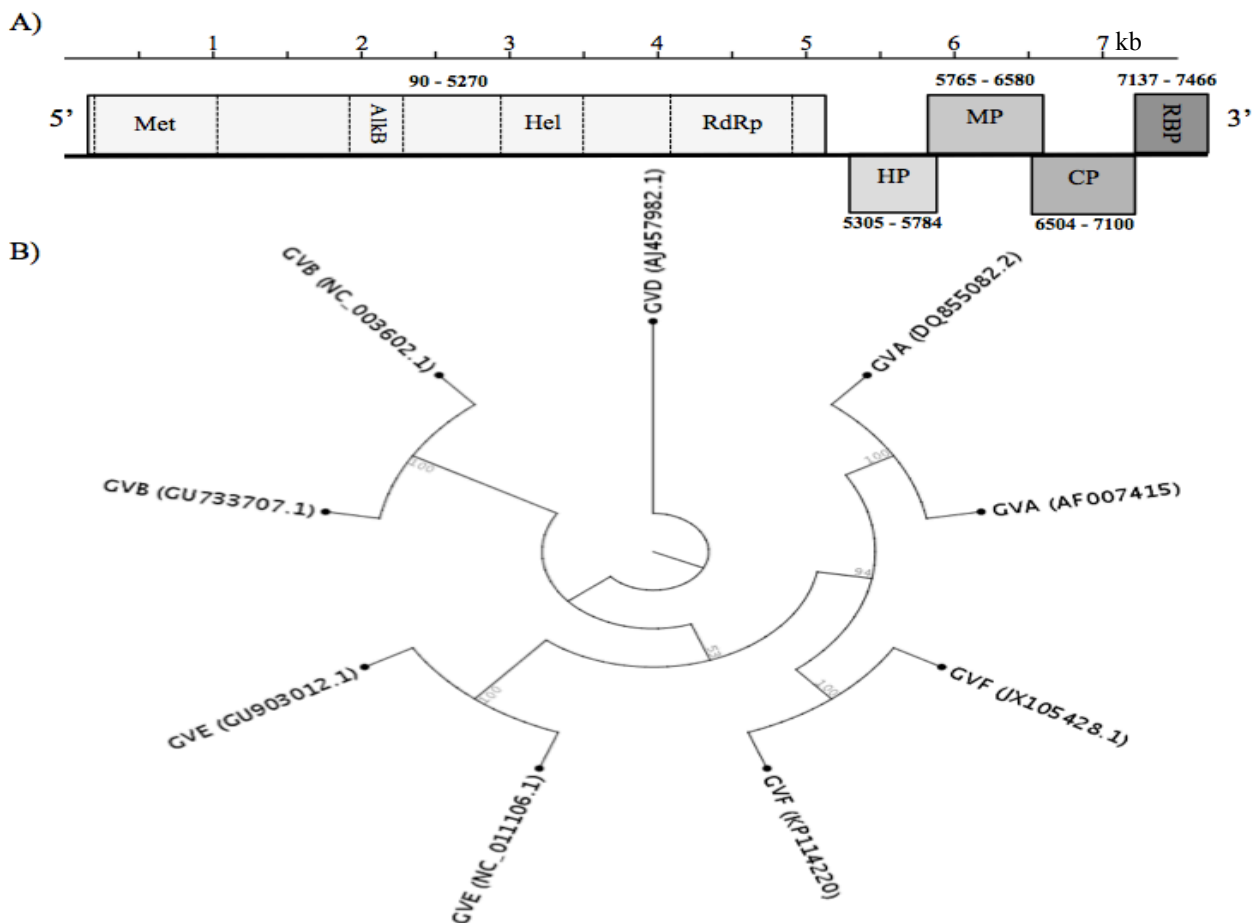 A)
1 2 3 4 5 6 7 kb
90 - 5270 5765 - 6580 7137 - 7466
5' Met AlkB Hel RdRp MP RBP 3'
HP CP
5305 - 5784 6504 - 7100
B)
GVD (AJ457982.1)
GVB (NC_003602.1)
GVA (DQ855082.2)
GVB (GU733707.1)
GVA (AF007415)
100
100
94
53
100
100
GVE (GU903012.1)
GVF (JX105428.1)
GVE (NC_011106.1)
GVF (KP114220)